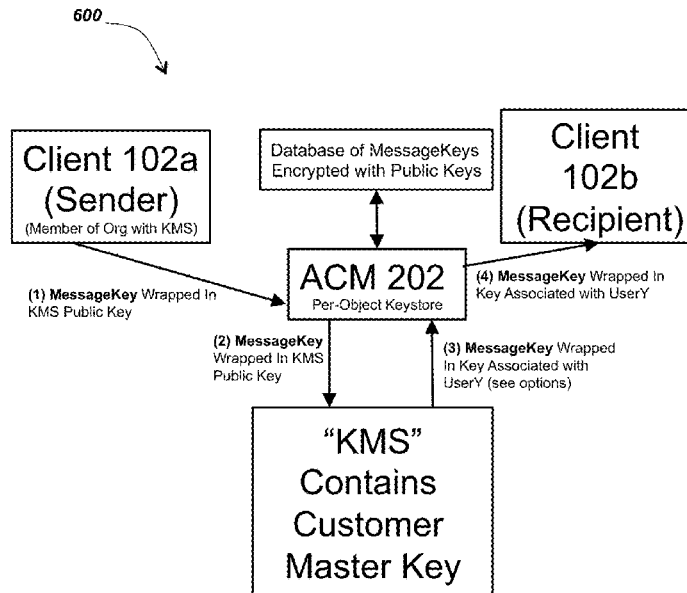 600
Client 102a
(Sender)
(Member of Org with KMS)
Database of MessageKeys
Encrypted with Public Keys
Client
102b
(Recipient)
ACM 202
Per-Object Keystore
(1) MessageKey Wrapped In
KMS Public Key
(4) MessageKey Wrapped In
Key Associated with UserY
(2) MessageKey
Wrapped In KMS
Public Key
(3) MessageKey Wrapped
In Key Associated with
UserY (see options)
“KMS”
Contains
Customer
Master Key